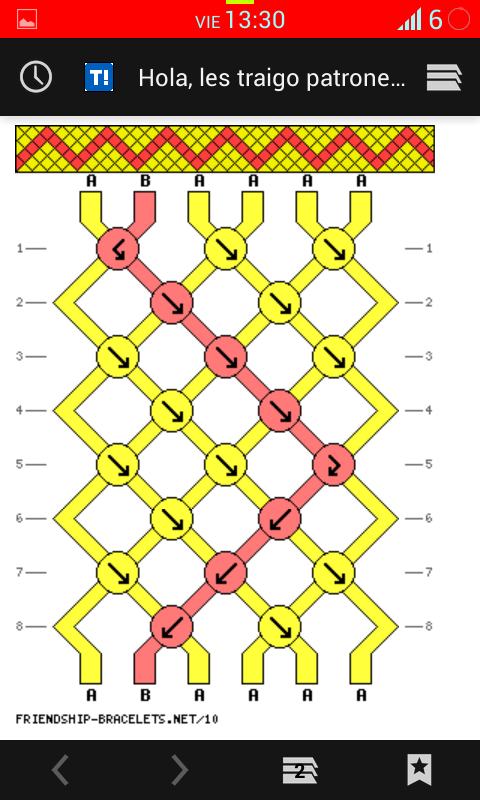 VIE 13:30 6
T! Hola, les traigo patrone...
A B A A A A
1 1
2 2
3 3
4 4
5 5
6 6
7 7
8 8
A B A A A A
FRIENDSHIP-BRACELETS.NET/10
2